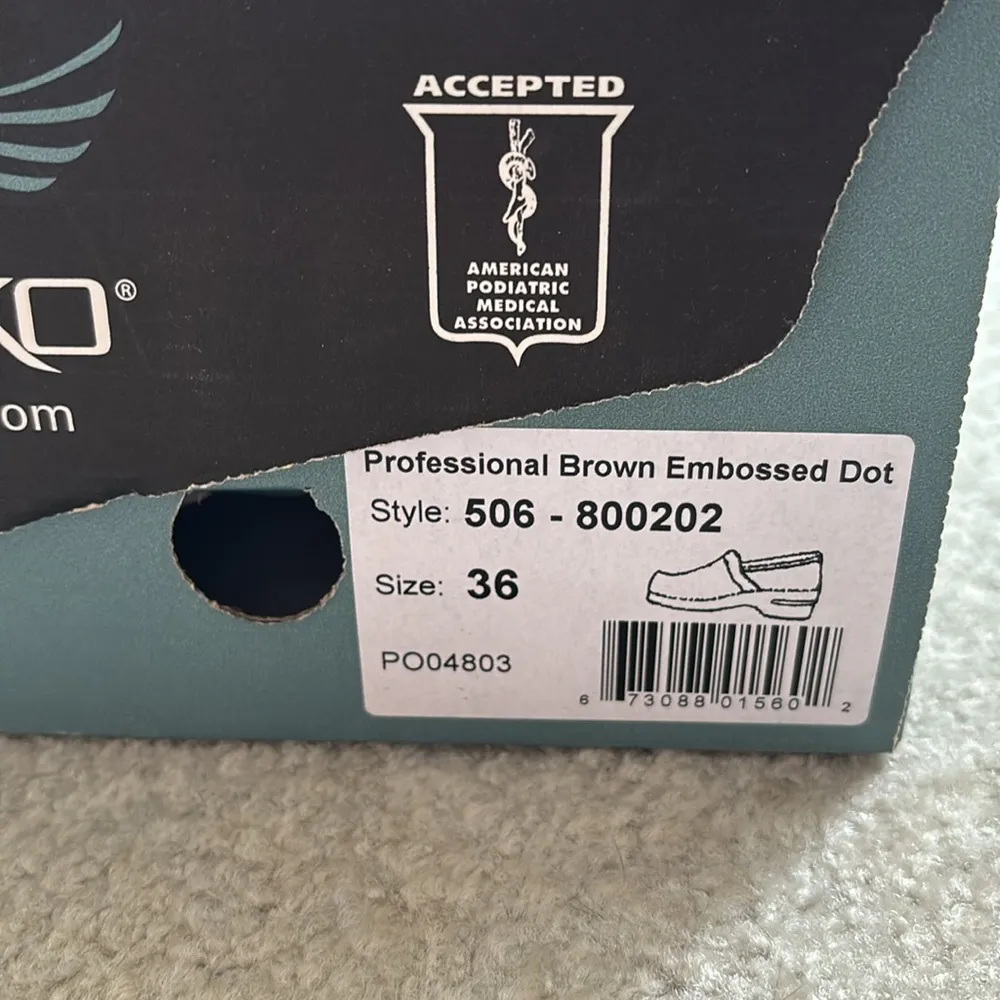 ACCEPTED
AMERICAN
PODIATRIC
MEDICAL
ASSOCIATION
KO®
om
Professional Brown Embossed Dot
Style: 506 - 800202
Size: 36
PO04803
6 73088 01560 2